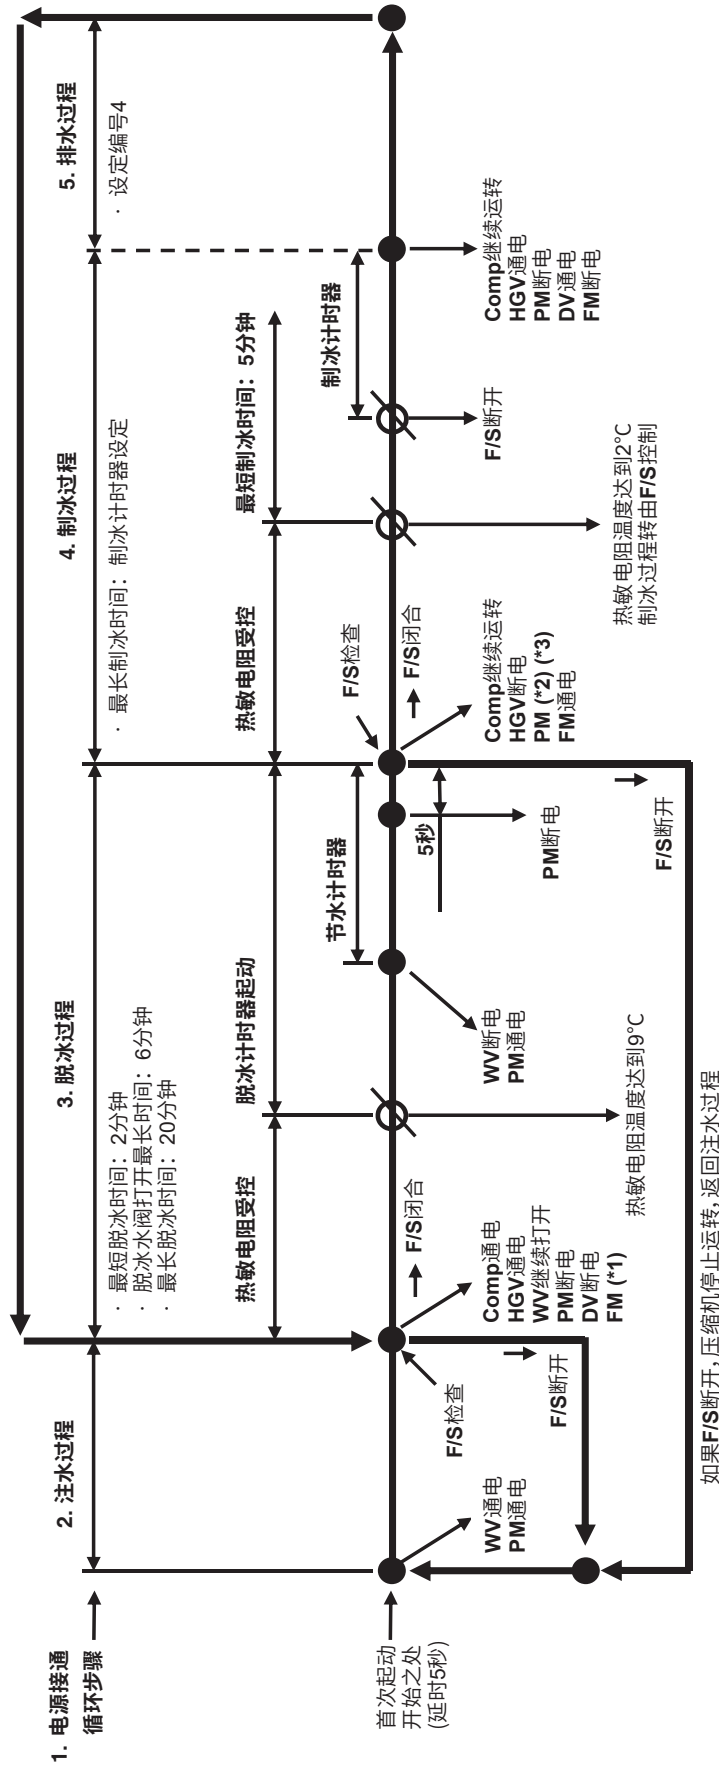 1. 电源接通
循环步骤
2. 注水过程
3. 脱冰过程
4. 制冰过程
5. 排水过程
· 最短脱冰时间：2分钟
· 脱冰水阀打开最长时间：6分钟
· 最长脱冰时间：20分钟
· 最长制冰时间：制冰计时器设定
· 设定编号4
热敏电阻受控
脱冰计时器起动
热敏电阻受控
最短制冰时间：5分钟
节水计时器
制冰计时器
首次起动
开始之处
(延时5秒)
WV通电
PM通电
F/S检查
F/S闭合
Comp通电
HGV通电
WV继续打开
PM断电
DV断电
FM (*1)
F/S断开
热敏电阻温度达到9°C
WV断电
PM通电
5秒
PM断电
F/S检查
F/S闭合
Comp继续运转
HGV断电
PM (*2) (*3)
FM通电
F/S断开
热敏电阻温度达到2°C
制冰过程转由F/S控制
F/S断开
Comp继续运转
HGV通电
PM断电
DV通电
FM断电
如果F/S断开, 压缩机停止运转, 返回注水过程